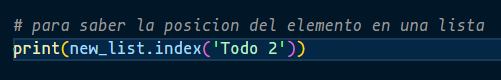 # para saber la posicion del elemento en una lista
print(new_list.index('Todo 2'))